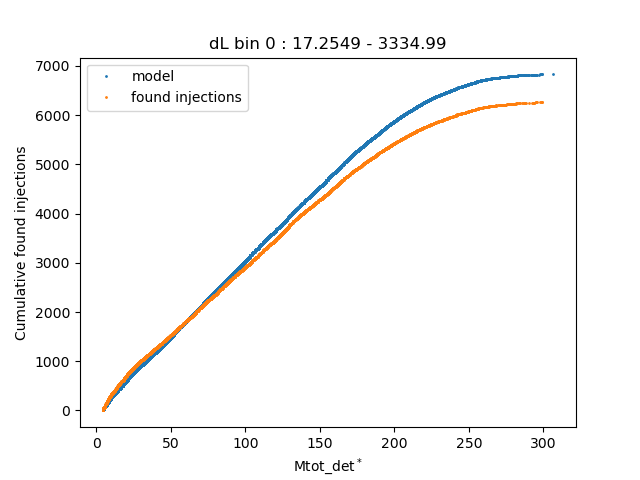 dL bin 0 : 17.2549 - 3334.99
model
found injections
7000
6000
5000
4000
3000
2000
1000
0
Cumulative found injections
0 50 100 150 200 250 300
Mtot_det*